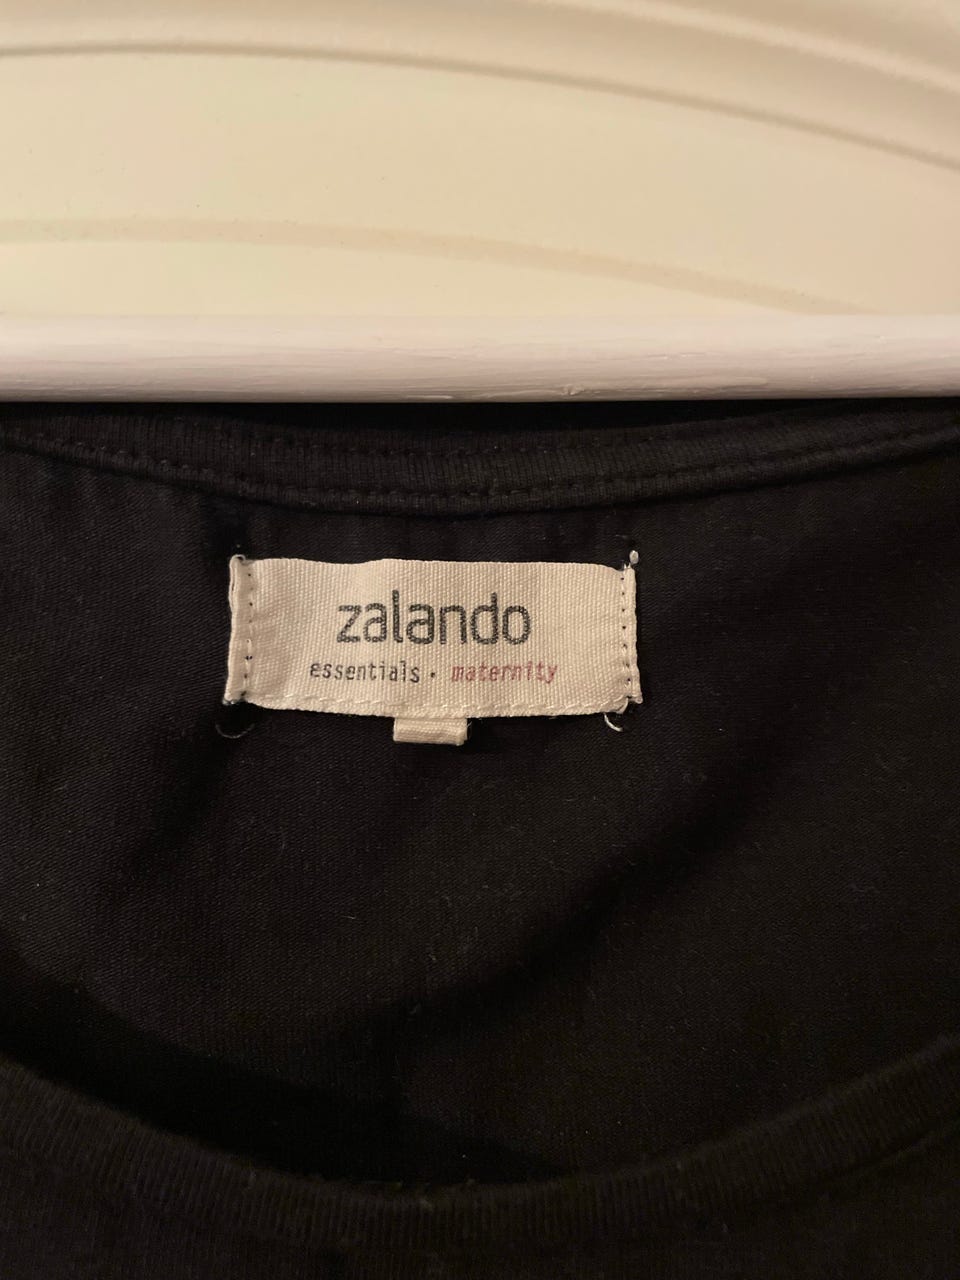 zalando
essentials · maternity